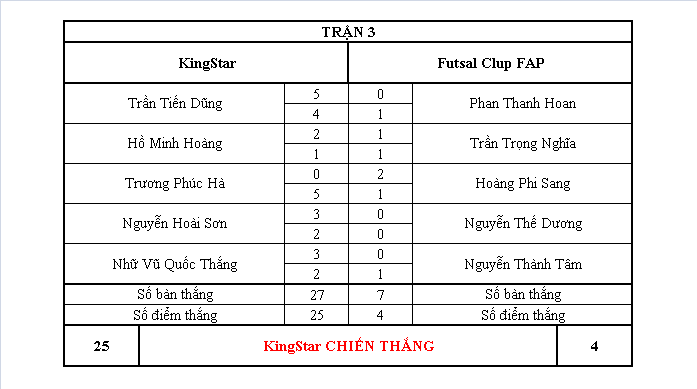 TRẬN 3
KingStar Futsal Clup FAP
Trần Tiến Dũng 5 0 Phan Thanh Hoan
4 1
Hồ Minh Hoàng 2 1 Trần Trọng Nghĩa
1 1
Trương Phúc Hà 0 2 Hoàng Phi Sang
5 1
Nguyễn Hoài Sơn 3 0 Nguyễn Thế Dương
2 0
Nhữ Vũ Quốc Thắng 3 0 Nguyễn Thành Tâm
2 1
Số bàn thắng 27 7 Số bàn thắng
Số điểm thắng 25 4 Số điểm thắng
25 KingStar CHIẾN THẮNG 4